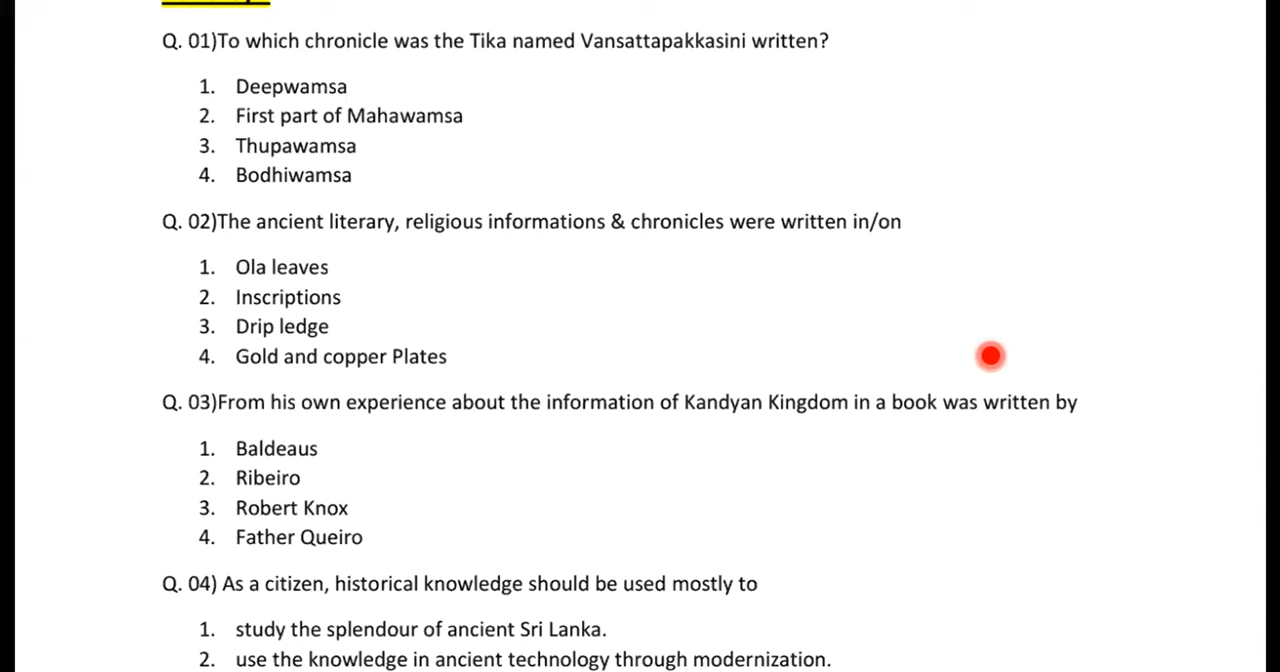 Q. 01)To which chronicle was the Tika named Vansattapakkasini written?
1. Deepwamsa
2. First part of Mahawamsa
3. Thupawamsa
4. Bodhiwamsa
Q. 02)The ancient literary, religious informations & chronicles were written in/on
1. Ola leaves
2. Inscriptions
3. Drip ledge
4. Gold and copper Plates
Q. 03)From his own experience about the information of Kandyan Kingdom in a book was written by
1. Baldeaus
2. Ribeiro
3. Robert Knox
4. Father Queiro
Q. 04) As a citizen, historical knowledge should be used mostly to
1. study the splendour of ancient Sri Lanka.
2. use the knowledge in ancient technology through modernization.